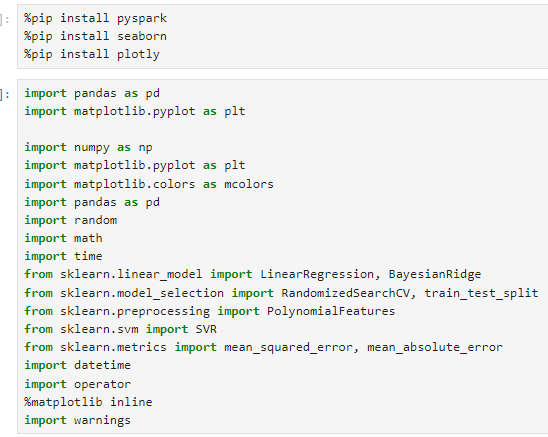 ]:
%pip install pyspark
%pip install seaborn
%pip install plotly
]:
import pandas as pd
import matplotlib.pyplot as plt
import numpy as np
import matplotlib.pyplot as plt
import matplotlib.colors as mcolors
import pandas as pd
import random
import math
import time
from sklearn.linear_model import LinearRegression, BayesianRidge
from sklearn.model_selection import RandomizedSearchCV, train_test_split
from sklearn.preprocessing import PolynomialFeatures
from sklearn.svm import SVR
from sklearn.metrics import mean_squared_error, mean_absolute_error
import datetime
import operator
%matplotlib inline
import warnings